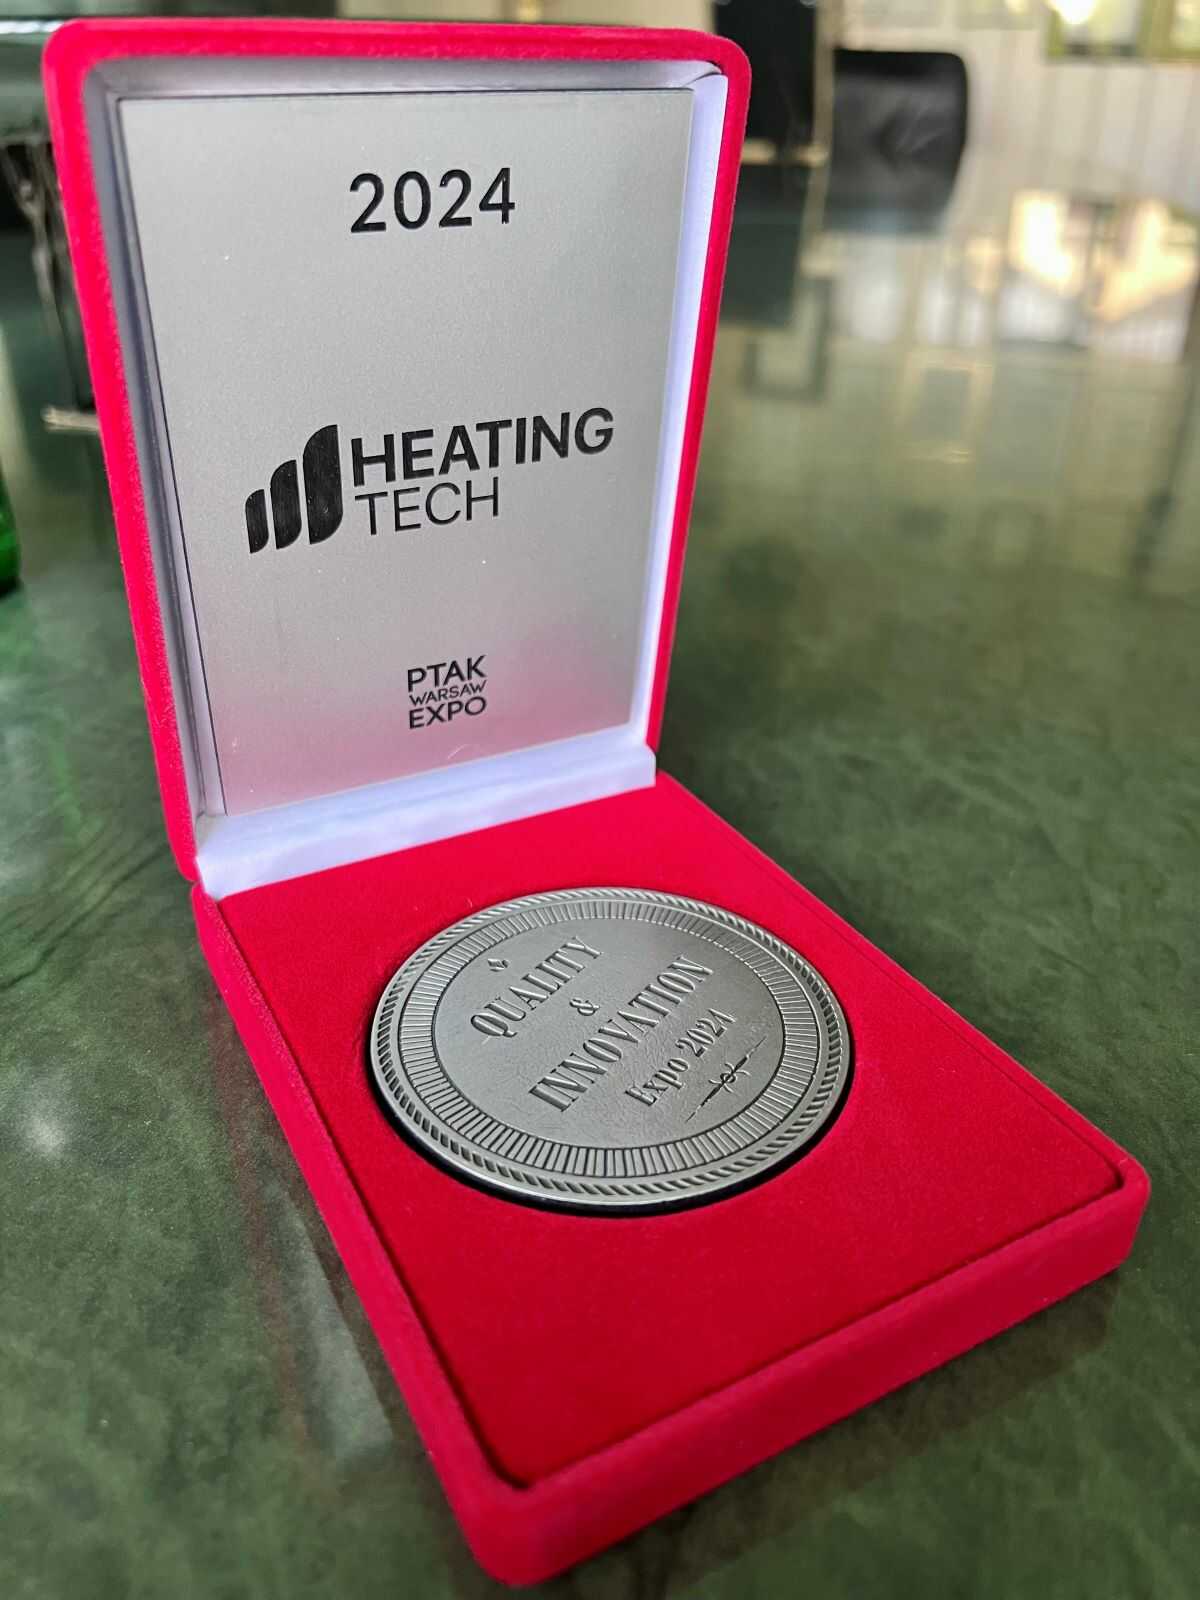 2024
HEATING
TECH
PTAK
WARSAW
EXPO
QUALITY
&
INNOVATION
Expo 2024